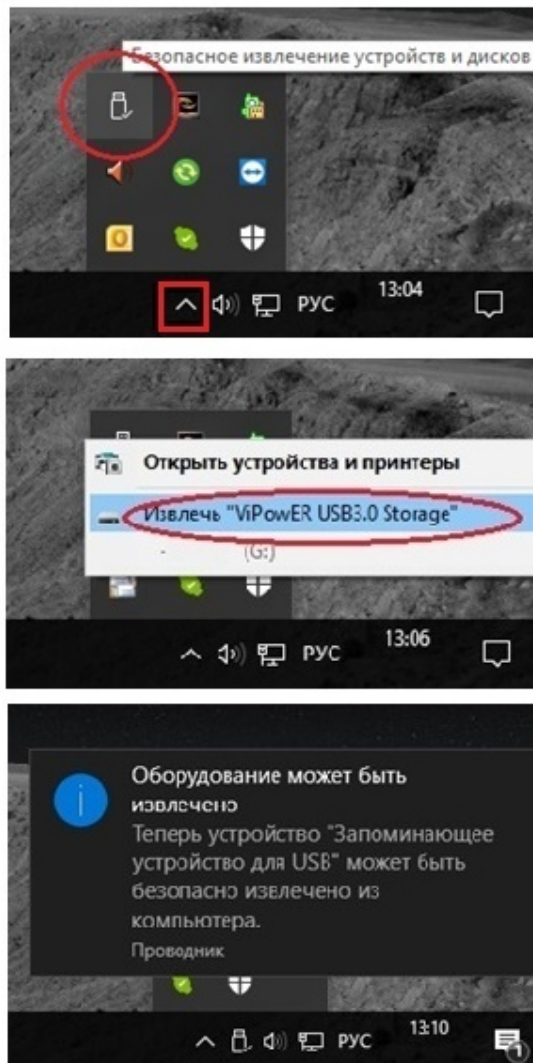 Безопасное извлечение устройств и дисков
РУС
13:04
Открыть устройства и принтеры
Извлечь "ViPowER USB3.0 Storage"
- (G:)
РУС
13:06
Оборудование может быть
извлечено
Теперь устройство "Запоминающее
устройство для USB" может быть
безопасно извлечено из
компьютера.
Проводник
РУС
13:10
1